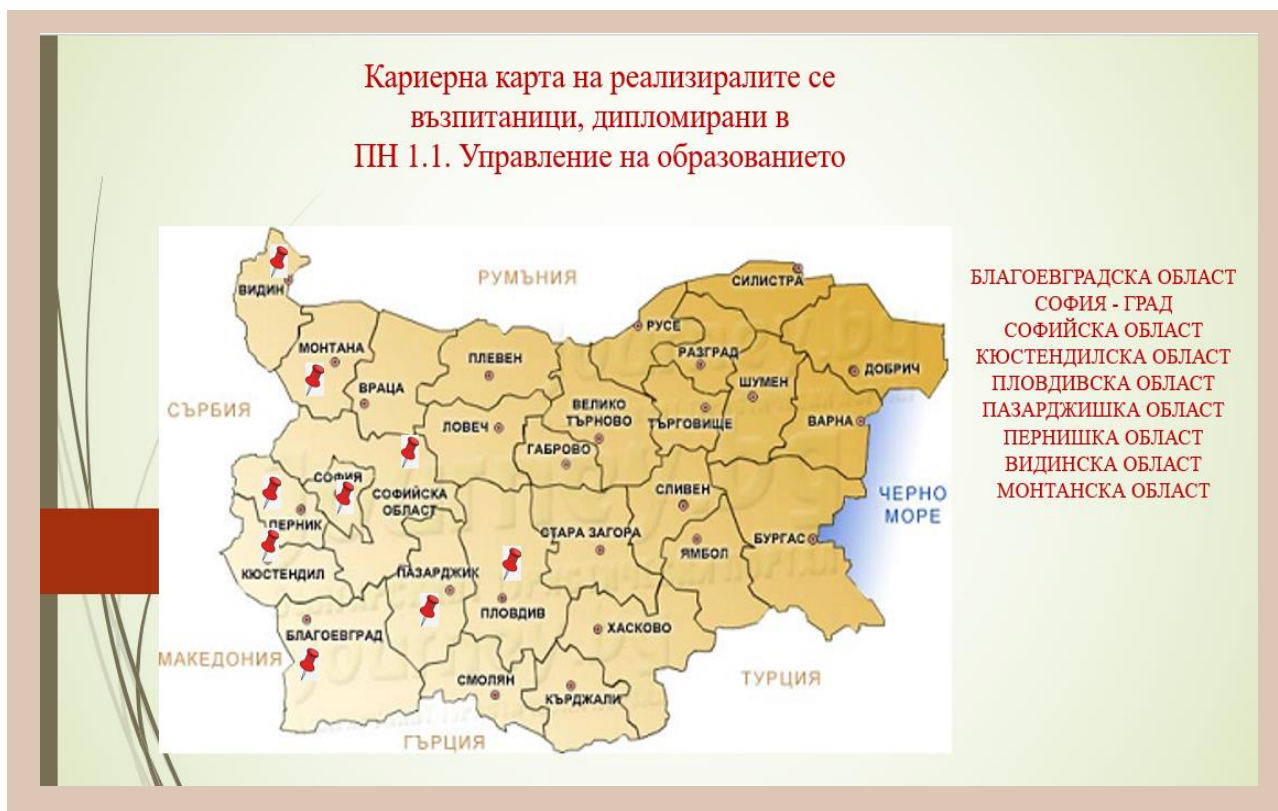 Кариерна карта на реализиралите се
възпитаници, дипломирани в
ПН 1.1. Управление на образованието
РУМЪНИЯ
СИЛИСТРА
ВИДИН
РУСЕ
МОНТАНА
ПЛЕВЕН
РАЗГРАД
ДОБРИЧ
ВРАЦА
ШУМЕН
СЪРБИЯ
ВЕЛИКО
ТЪРНОВО
ЛОВЕЧ
ТЪРГОВИЩЕ
ВАРНА
ГАБРОВО
СОФИЯ
СОФИЙСКА
ОБЛАСТ
СЛИВЕН
ЧЕРНО
МОРЕ
ПЕРНИК
СТАРА ЗАГОРА
ЯМБОЛ
БУРГАС
КЮСТЕНДИЛ
ПАЗАРДЖИК
ПЛОВДИВ
ХАСКОВО
БЛАГОЕВГРАД
МАКЕДОНИЯ
СМОЛЯН
ТУРЦИЯ
КЪРДЖАЛИ
ГЪРЦИЯ
БЛАГОЕВГРАДСКА ОБЛАСТ
СОФИЯ - ГРАД
СОФИЙСКА ОБЛАСТ
КЮСТЕНДИЛСКА ОБЛАСТ
ПЛОВДИВСКА ОБЛАСТ
ПАЗАРДЖИШКА ОБЛАСТ
ПЕРНИШКА ОБЛАСТ
ВИДИНСКА ОБЛАСТ
МОНТАНСКА ОБЛАСТ